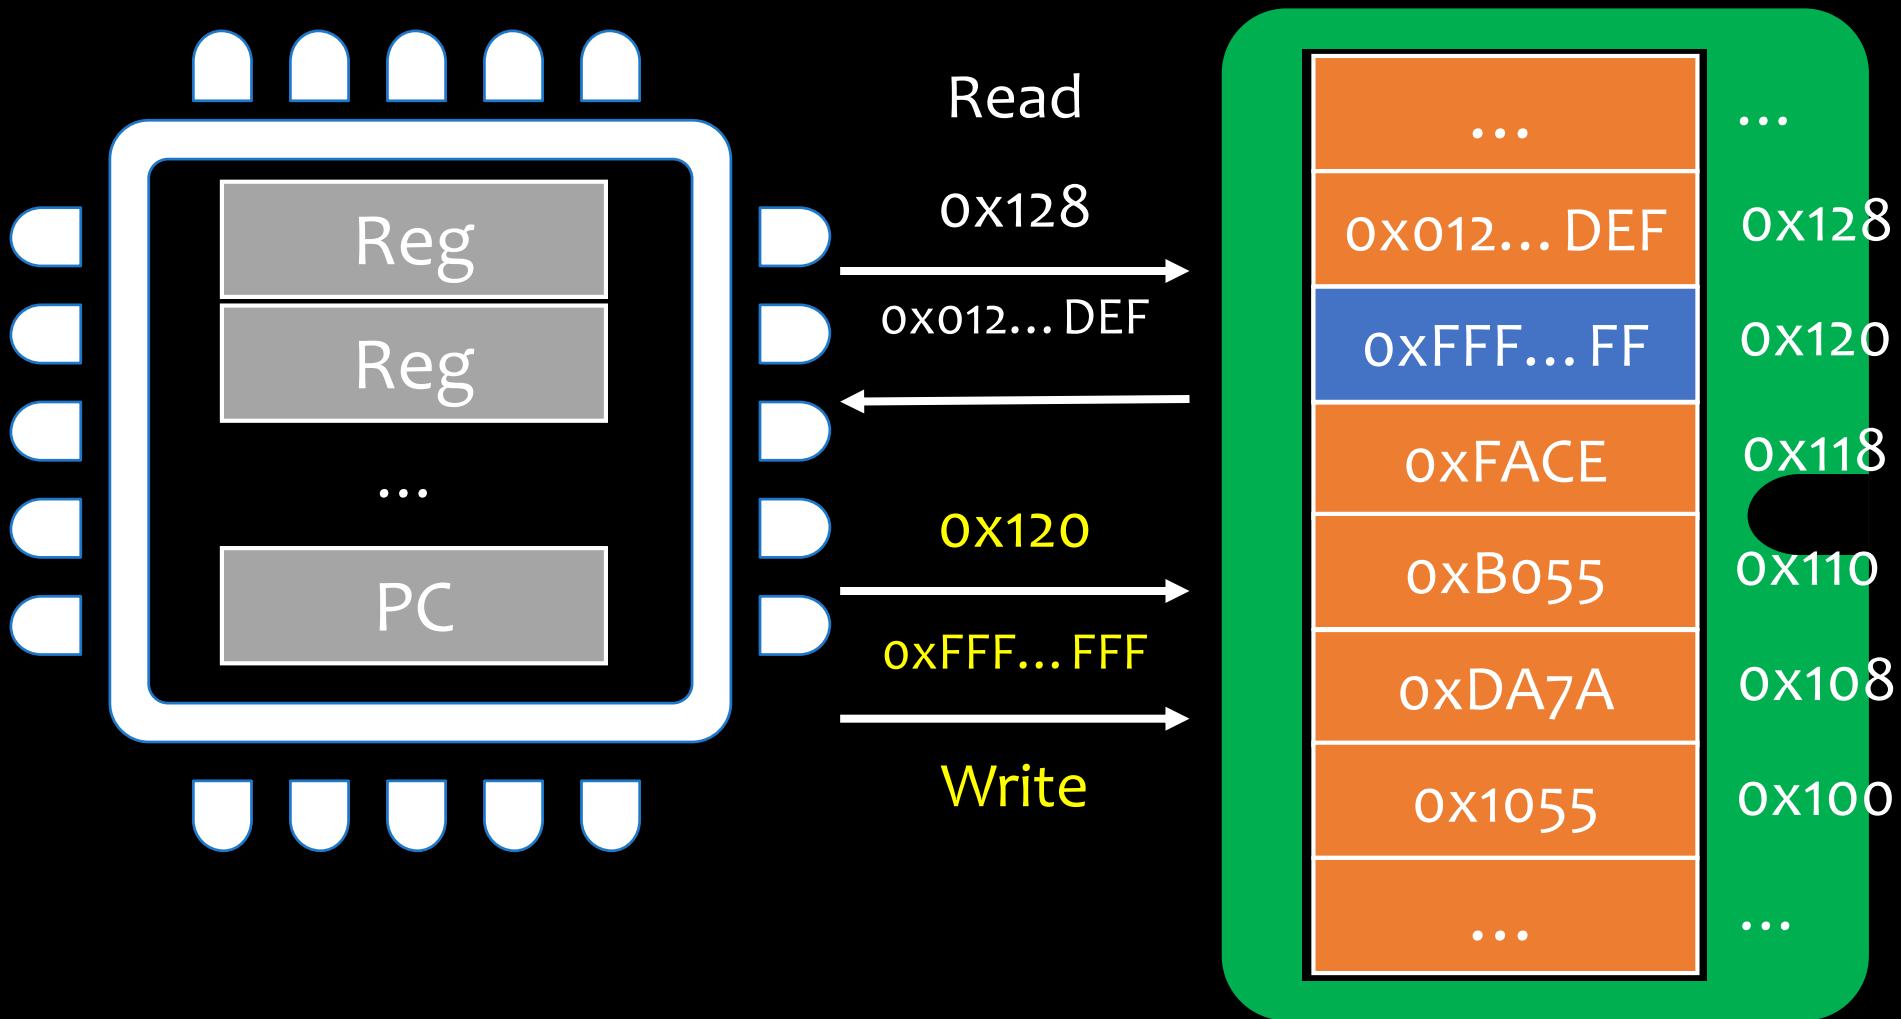 Reg
Reg
...
PC
Read
0x128
0x012... DEF
0x120
0xFFF... FFF
Write
... ...
0x012... DEF 0x128
0xFFF... FF 0x120
0xFACE 0x118
0xB055 0x110
0xDA7A 0x108
0x1055 0x100
... ...